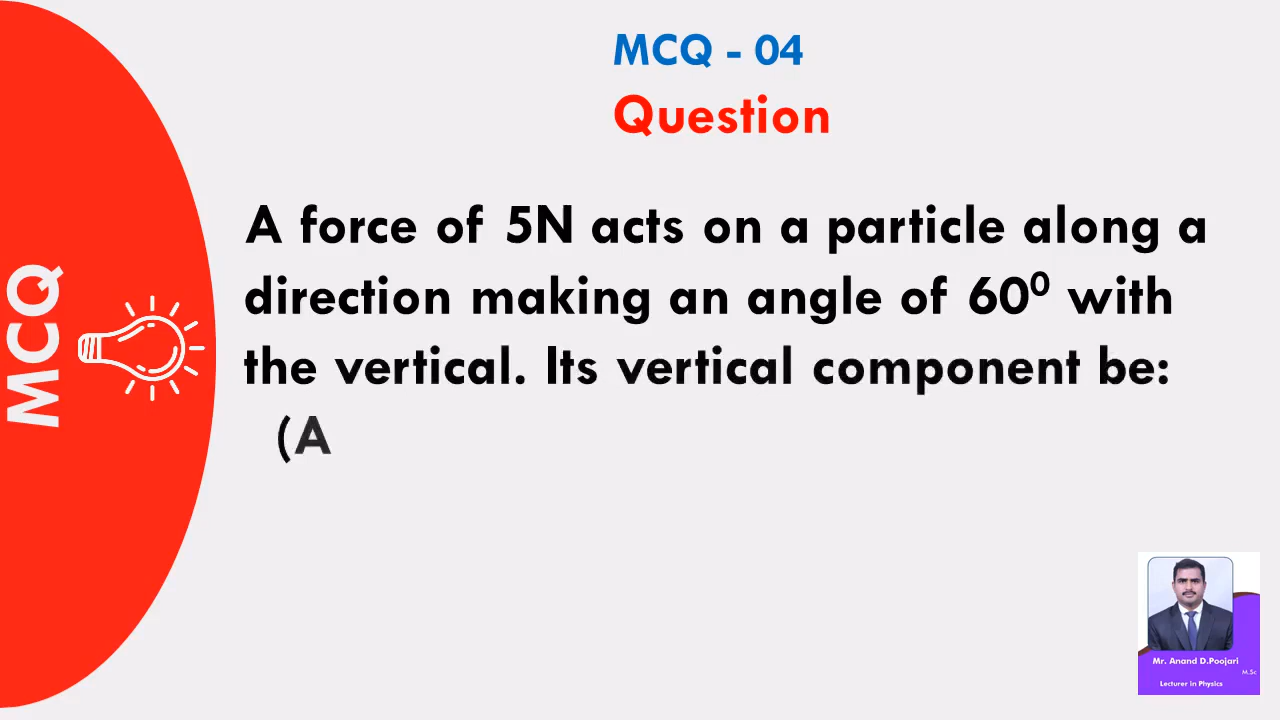 MCQ - 04
Question
MCQ
A force of 5N acts on a particle along a
direction making an angle of 60⁰ with
the vertical. Its vertical component be:
(A
Mr. Anand D.Poojari
M.Sc
Lecturer in Physics